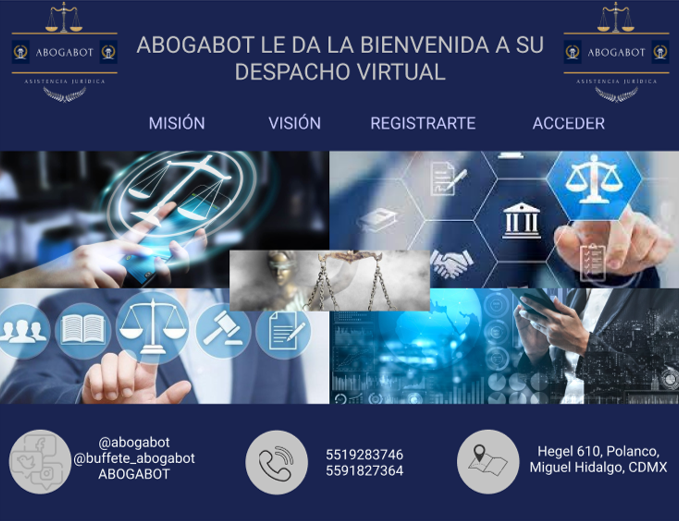 ABOGABOT
ASISTENCIA JURÍDICA
ABOGABOT LE DA LA BIENVENIDA A SU
DESPACHO VIRTUAL
ABOGABOT
ASISTENCIA JURÍDICA
MISIÓN VISIÓN REGISTRARTE ACCEDER
@abogabot
@buffete_abogabot
ABOGABOT
5519283746
5591827364
Hegel 610, Polanco,
Miguel Hidalgo, CDMX